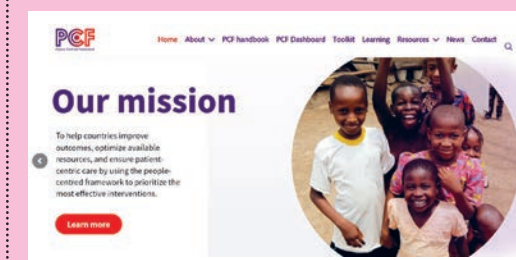 PCF
Home About PCF handbook PCF Dashboard Toolkit Learning Resources News Contact
Our mission
To help countries improve
outcomes, optimize available
resources, and ensure patient-
centric care by using the people-
centred framework to prioritize the
most effective interventions.
Learn more